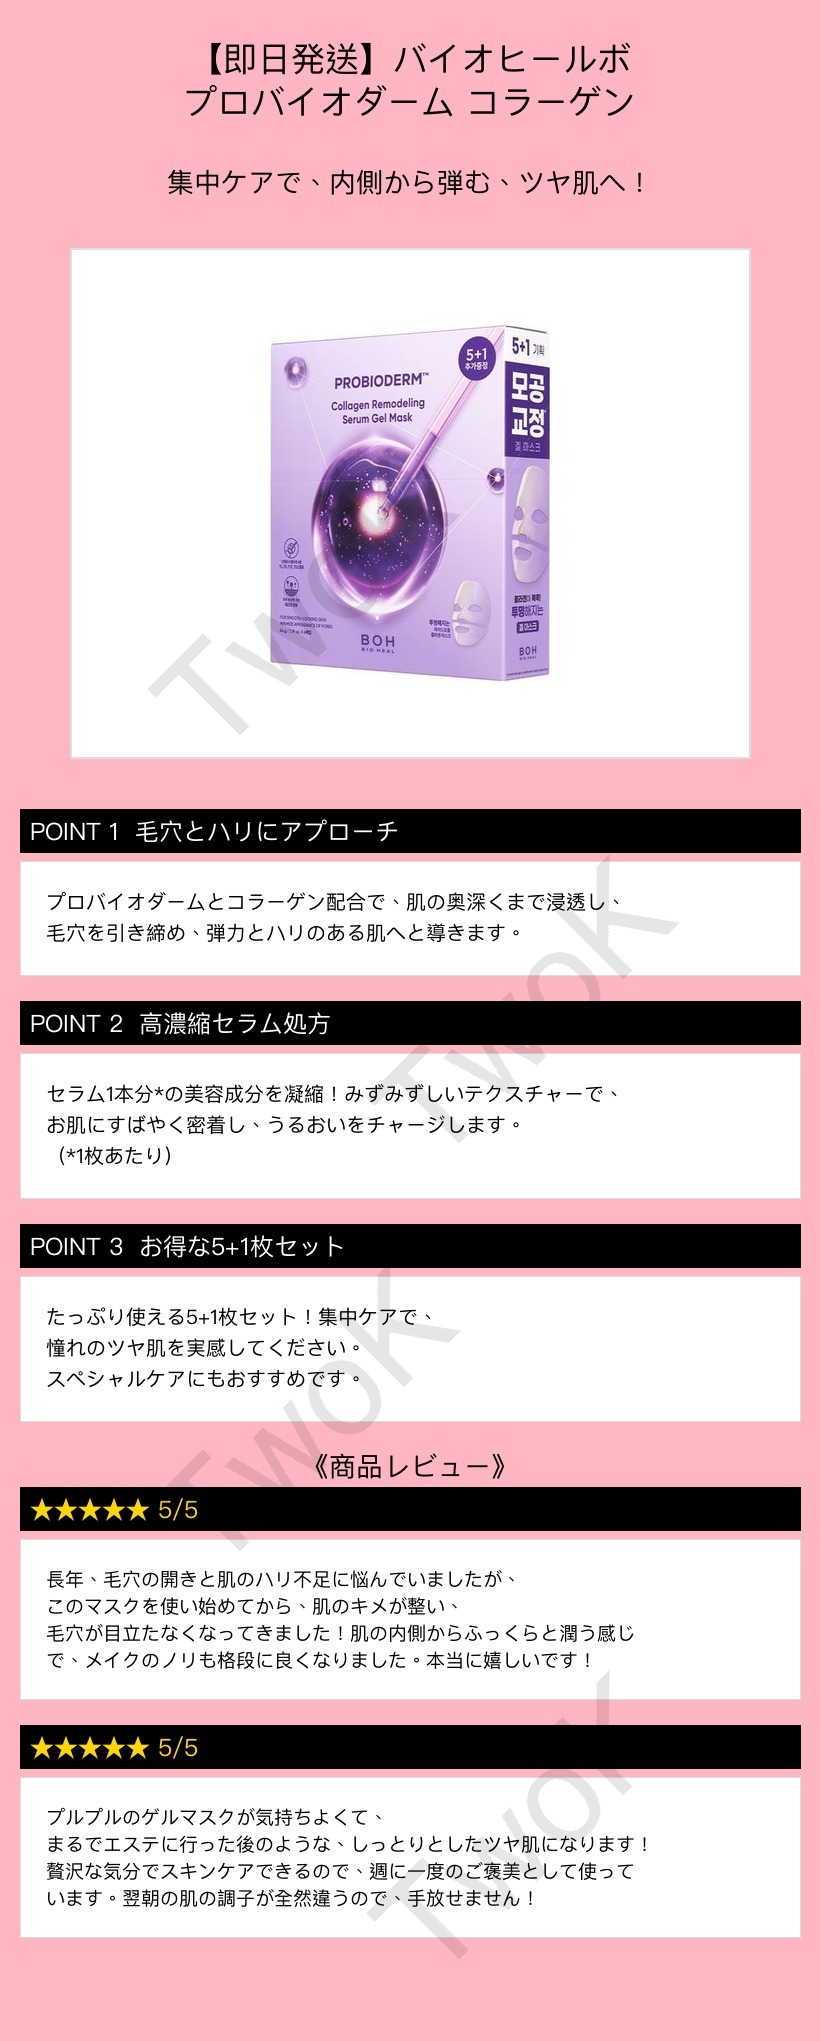 【即日発送】バイオヒールボ
プロバイオダーム コラーゲン
集中ケアで、内側から弾む、ツヤ肌へ！
5+1
추가증정
PROBIODERM™
Collagen Remodeling
Serum Gel Mask
BOH
BIO HEAL
투명해지는
5+1 기획
모공
교정
겔 마스크
투명해지는
겔 마스크
BOH
BIO HEAL
TwoK
POINT 1 毛穴とハリにアプローチ
プロバイオダームとコラーゲン配合で、肌の奥深くまで浸透し、
毛穴を引き締め、弾力とハリのある肌へと導きます。
TwoK
POINT 2 高濃縮セラム処方
セラム1本分*の美容成分を凝縮！みずみずしいテクスチャーで、
お肌にすばやく密着し、うるおいをチャージします。
（*1枚あたり）
POINT 3 お得な5+1枚セット
たっぷり使える5+1枚セット！集中ケアで、
憧れのツヤ肌を実感してください。
スペシャルケアにもおすすめです。
TwoK
《商品レビュー》
★★★★★ 5/5
長年、毛穴の開きと肌のハリ不足に悩んでいましたが、
このマスクを使い始めてから、肌のキメが整い、
毛穴が目立たなくなってきました！肌の内側からふっくらと潤う感じ
で、メイクのノリも格段に良くなりました。本当に嬉しいです！
★★★★★ 5/5
プルプルのゲルマスクが気持ちよくて、
まるでエステに行った後のような、しっとりとしたツヤ肌になります！
贅沢な気分でスキンケアできるので、週に一度のご褒美として使って
います。翌朝の肌の調子が全然違うので、手放せません！
TwoK